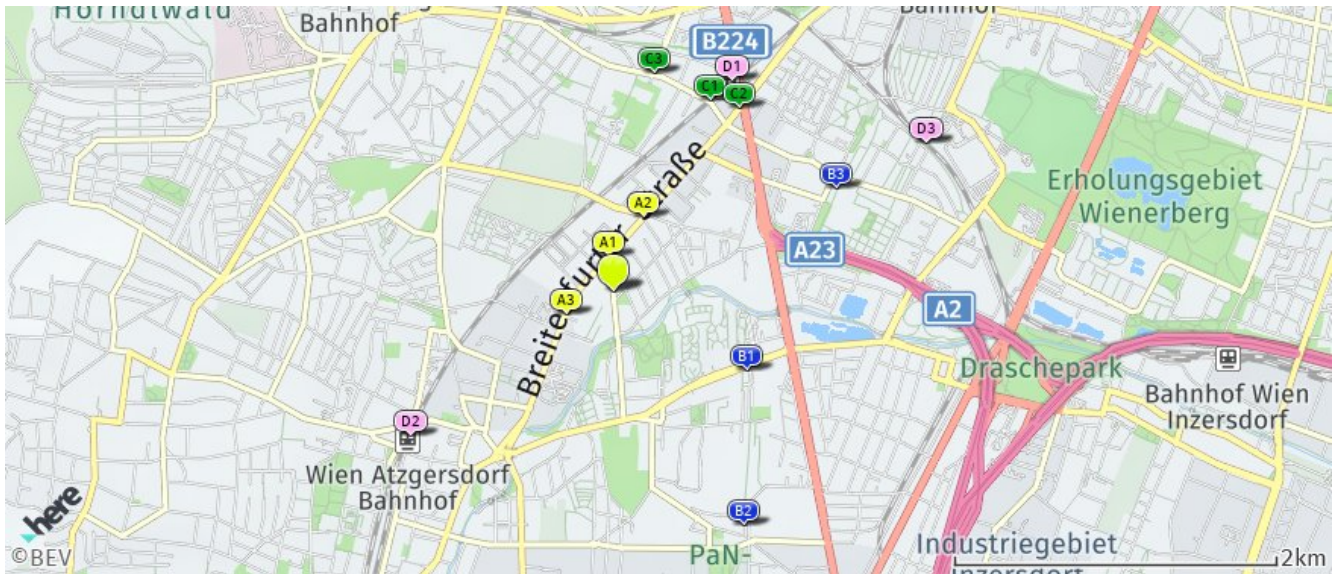 Hörndlwald
Bahnhof
Bahnhof
B224
C3
D1
C1
C2
D3
B3
Erholungsgebiet
Wienerberg
A2
Breitenfurter Straße
A1
A23
A3
A2
B1
Draschepark
Bahnhof Wien
Inzersdorf
D2
Wien Atzgersdorf
Bahnhof
B2
here
©BEV
PaN-
Industriegebiet
Inzersdorf
2km